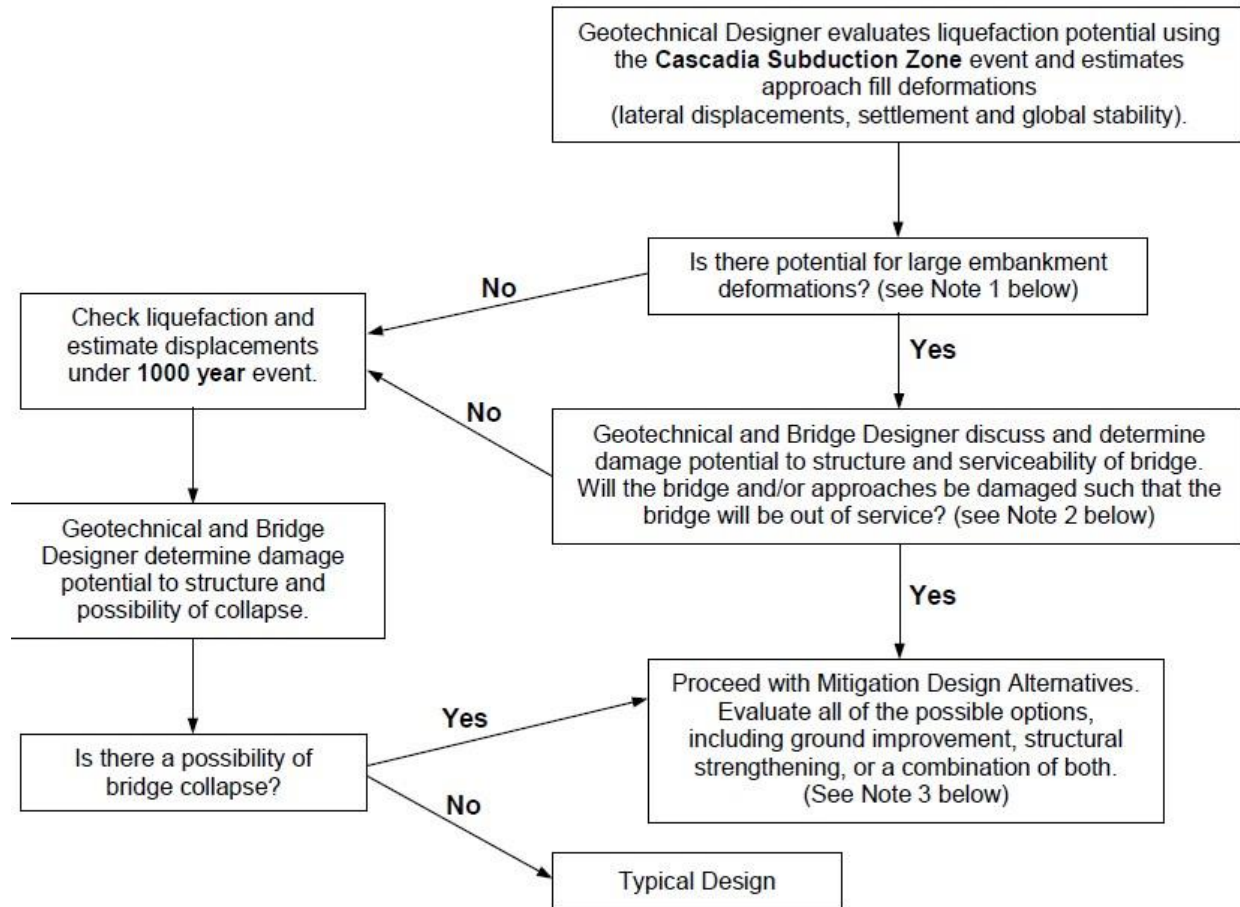 Geotechnical Designer evaluates liquefaction potential using
the Cascadia Subduction Zone event and estimates
approach fill deformations
(lateral displacements, settlement and global stability).
Is there potential for large embankment
deformations? (see Note 1 below)
No
Yes
Check liquefaction and
estimate displacements
under 1000 year event.
No
Geotechnical and Bridge Designer discuss and determine
damage potential to structure and serviceability of bridge.
Will the bridge and/or approaches be damaged such that the
bridge will be out of service? (see Note 2 below)
Yes
Geotechnical and Bridge
Designer determine damage
potential to structure and
possibility of collapse.
Is there a possibility of
bridge collapse?
Yes
No
Proceed with Mitigation Design Alternatives.
Evaluate all of the possible options,
including ground improvement, structural
strengthening, or a combination of both.
(See Note 3 below)
Typical Design